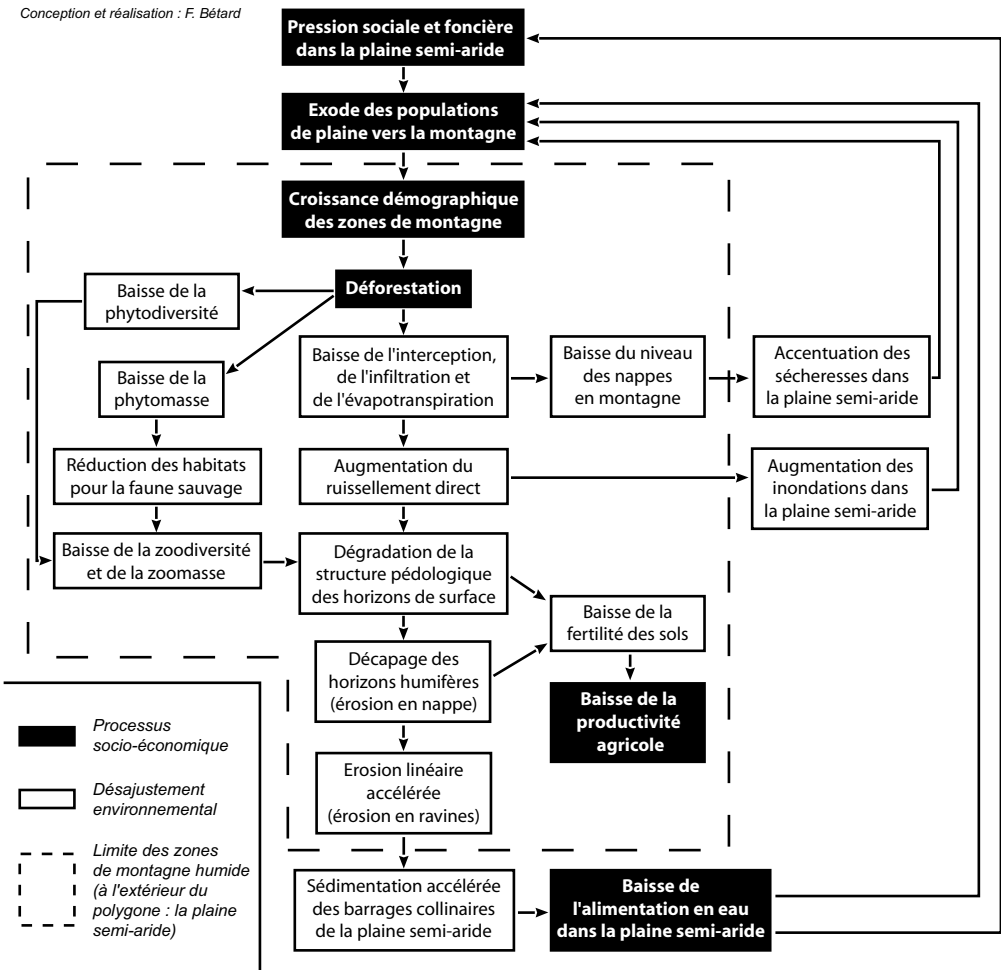 Conception et réalisation : F. Bétard
Pression sociale et foncière
dans la plaine semi-aride
Exode des populations
de plaine vers la montagne
Croissance démographique
des zones de montagne
Déforestation
Baisse de la
phytodiversité
Baisse de la
phytomasse
Baisse de l'interception,
de l'infiltration et
de l'évapotranspiration
Baisse du niveau
des nappes
en montagne
Accentuation des
sécheresses dans
la plaine semi-aride
Réduction des habitats
pour la faune sauvage
Augmentation du
ruissellement direct
Augmentation des
inondations dans
la plaine semi-aride
Baisse de la zoodiversité
et de la zoomasse
Dégradation de la
structure pédologique
des horizons de surface
Baisse de la
fertilité des sols
Décapage des
horizons humifères
(érosion en nappe)
Baisse de la
productivité
agricole
Erosion linéaire
accélérée
(érosion en ravines)
Sédimentation accélérée
des barrages collinaires
de la plaine semi-aride
Baisse de
l'alimentation en eau
dans la plaine semi-aride
Processus
socio-économique
Désajustement
environnemental
Limite des zones
de montagne humide
(à l'extérieur du
polygone : la plaine
semi-aride)